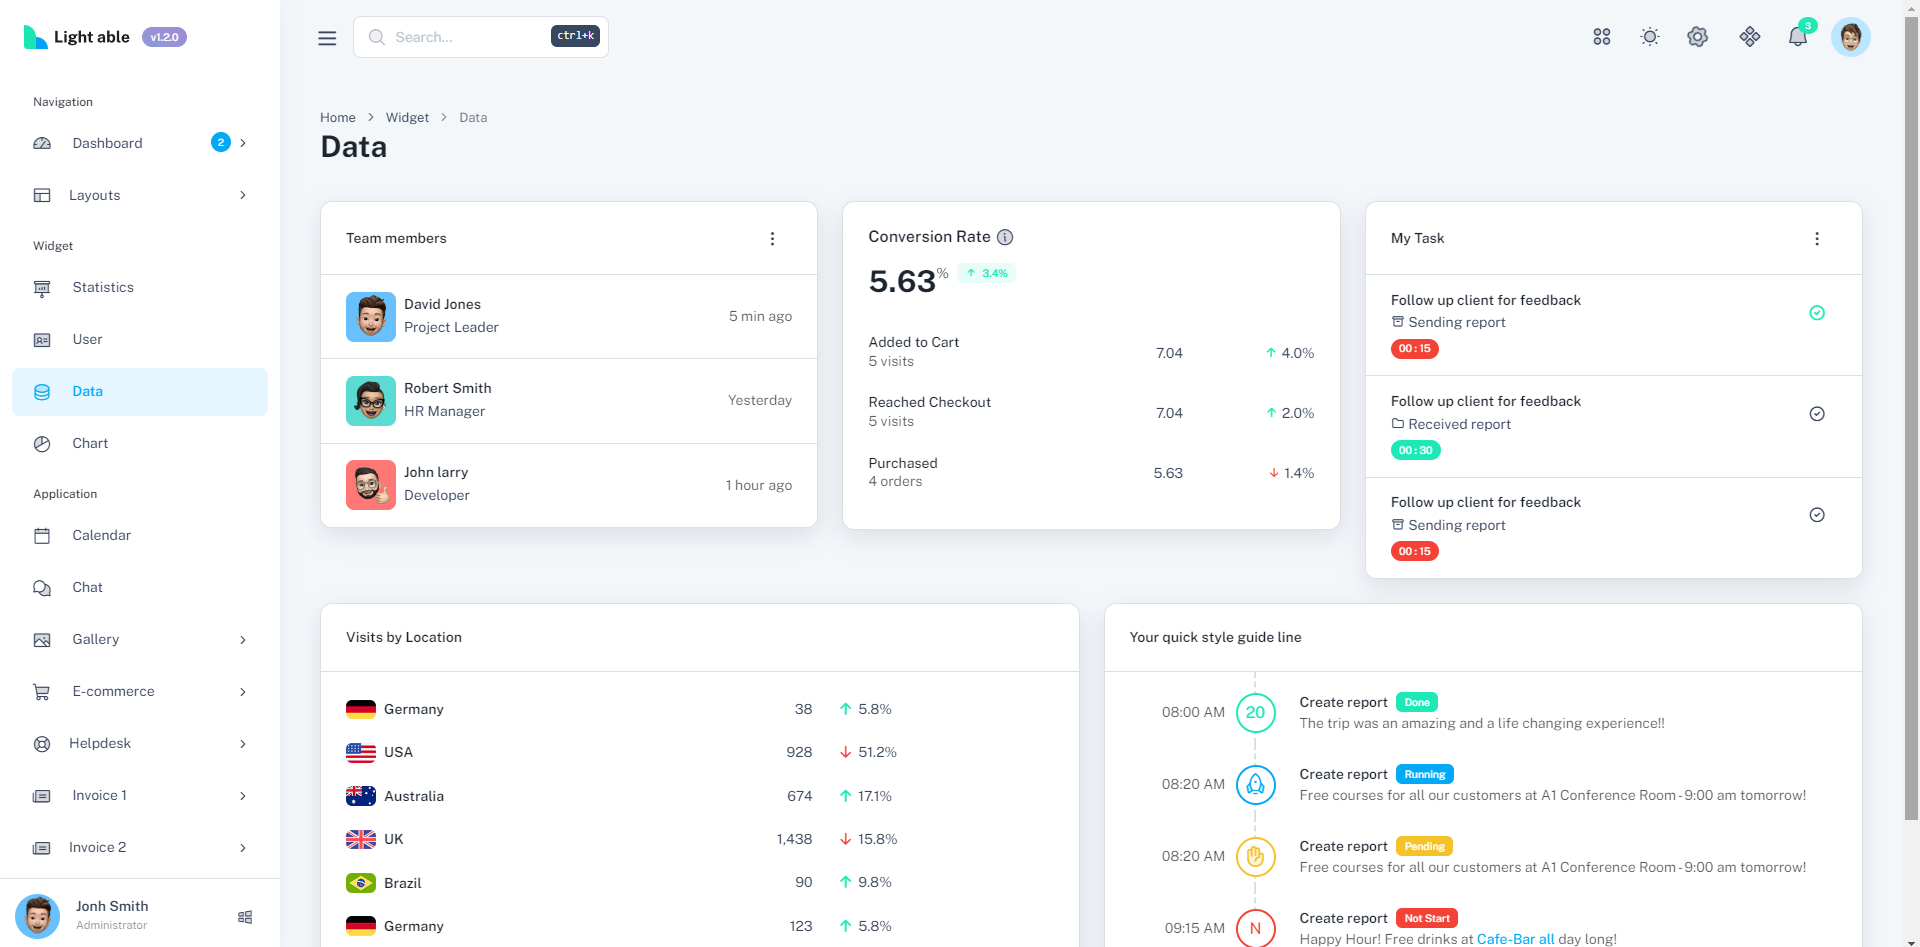 Light able v1.2.0
Search... ctrl+k
3
Navigation
Dashboard 2
Layouts
Widget
Statistics
User
Data
Chart
Application
Calendar
Chat
Gallery
E-commerce
Helpdesk
Invoice 1
Invoice 2
Jonh Smith
Administrator
Home > Widget > Data
Data
Team members
David Jones
Project Leader
5 min ago
Robert Smith
HR Manager
Yesterday
John larry
Developer
1 hour ago
Conversion Rate
5.63% 3.4%
Added to Cart
5 visits
7.04 4.0%
Reached Checkout
5 visits
7.04 2.0%
Purchased
4 orders
5.63 1.4%
My Task
Follow up client for feedback
Sending report
00 : 15
Follow up client for feedback
Received report
00 : 30
Follow up client for feedback
Sending report
00 : 15
Visits by Location
Germany 38 5.8%
USA 928 51.2%
Australia 674 17.1%
UK 1,438 15.8%
Brazil 90 9.8%
Germany 123 5.8%
Your quick style guide line
08:00 AM 20 Create report Done
The trip was an amazing and a life changing experience!!
08:20 AM Create report Running
Free courses for all our customers at A1 Conference Room - 9:00 am tomorrow!
08:20 AM Create report Pending
Free courses for all our customers at A1 Conference Room - 9:00 am tomorrow!
09:15 AM N Create report Not Start
Happy Hour! Free drinks at Cafe-Bar all day long!